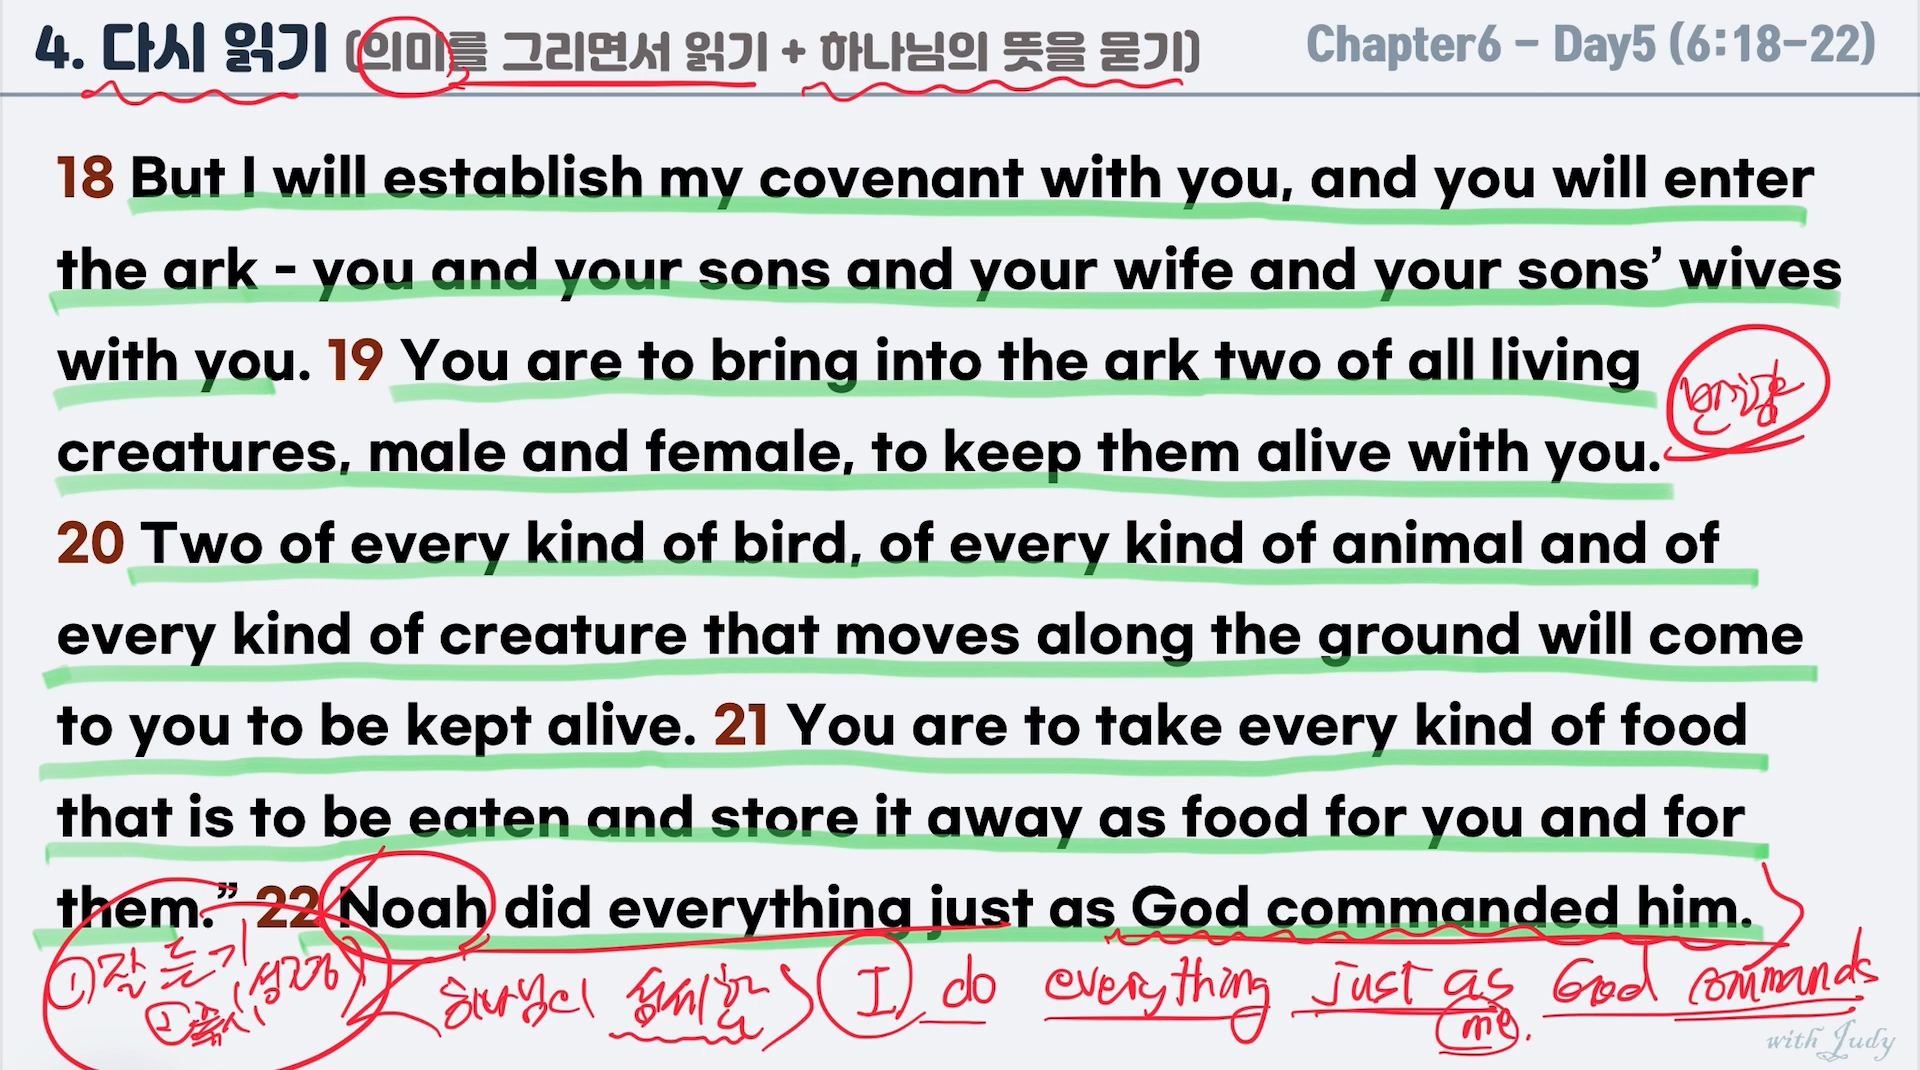 4. 다시 읽기 (의미를 그리면서 읽기 + 하나님의 뜻을 묻기)
Chapter6 – Day5 (6:18-22)
18 But I will establish my covenant with you, and you will enter
the ark - you and your sons and your wife and your sons’ wives
with you. 19 You are to bring into the ark two of all living
creatures, male and female, to keep them alive with you.
20 Two of every kind of bird, of every kind of animal and of
every kind of creature that moves along the ground will come
to you to be kept alive. 21 You are to take every kind of food
that is to be eaten and store it away as food for you and for
them.” 22 Noah did everything just as God commanded him.
① 잘 듣기
②
하나님의 섬세한
I do everything just as God commands
me.
with Judy